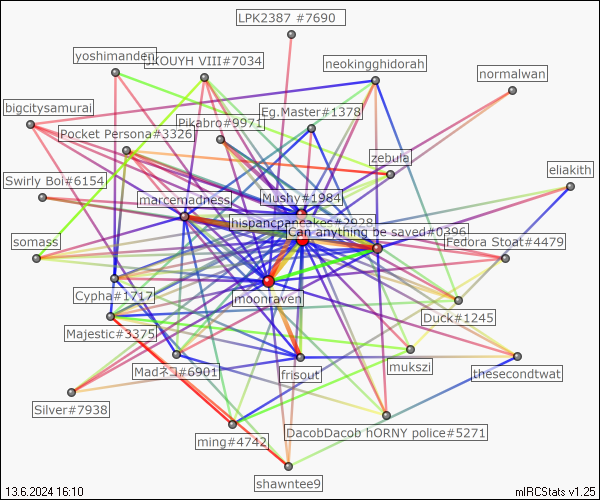 LPK2387 #7690
yoshimanden
KOUYH VIII#7034
neokingghidorah
normalwan
bigcitysamurai
Pikabro#9971
Eg.Master#1378
Pocket Persona#3326
zebula
Swirly Boi#6154
eliakith
marcemadness
Mushy#1984
hispanicpancakes#2928
Can anything be saved#0396
somass
Fedora Stoat#4479
Cypha#1717
moonraven
Duck#1245
Majestic#3375
Madネコ#6901
frisout
mukszi
thesecondtwat
Silver#7938
ming#4742
DacobDacob hORNY police#5271
shawntee9
13.6.2024 16:10
mIRCStats v1.25